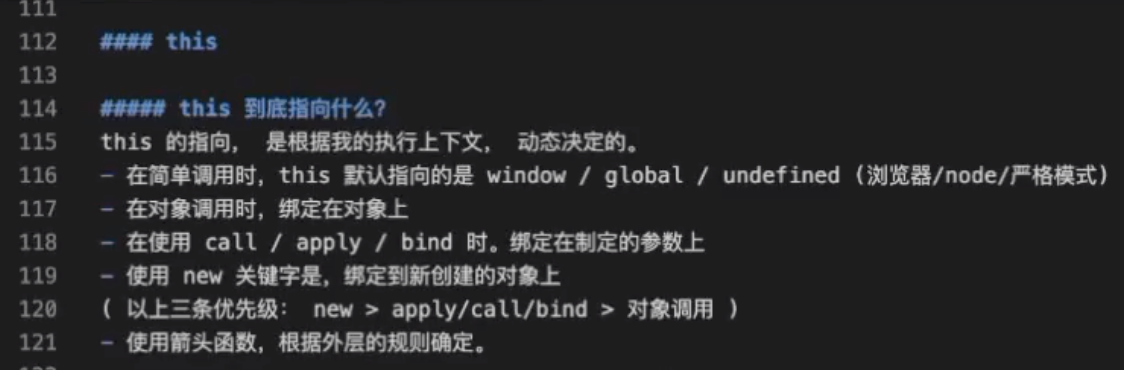 111
112 #### this
113
114 ##### this 到底指向什么?
115 this 的指向， 是根据我的执行上下文， 动态决定的。
116 - 在简单调用时，this 默认指向的是 window / global / undefined (浏览器/node/严格模式)
117 - 在对象调用时，绑定在对象上
118 - 在使用 call / apply / bind 时。绑定在制定的参数上
119 - 使用 new 关键字是，绑定到新创建的对象上
120 ( 以上三条优先级： new > apply/call/bind > 对象调用 )
121 - 使用箭头函数，根据外层的规则确定。